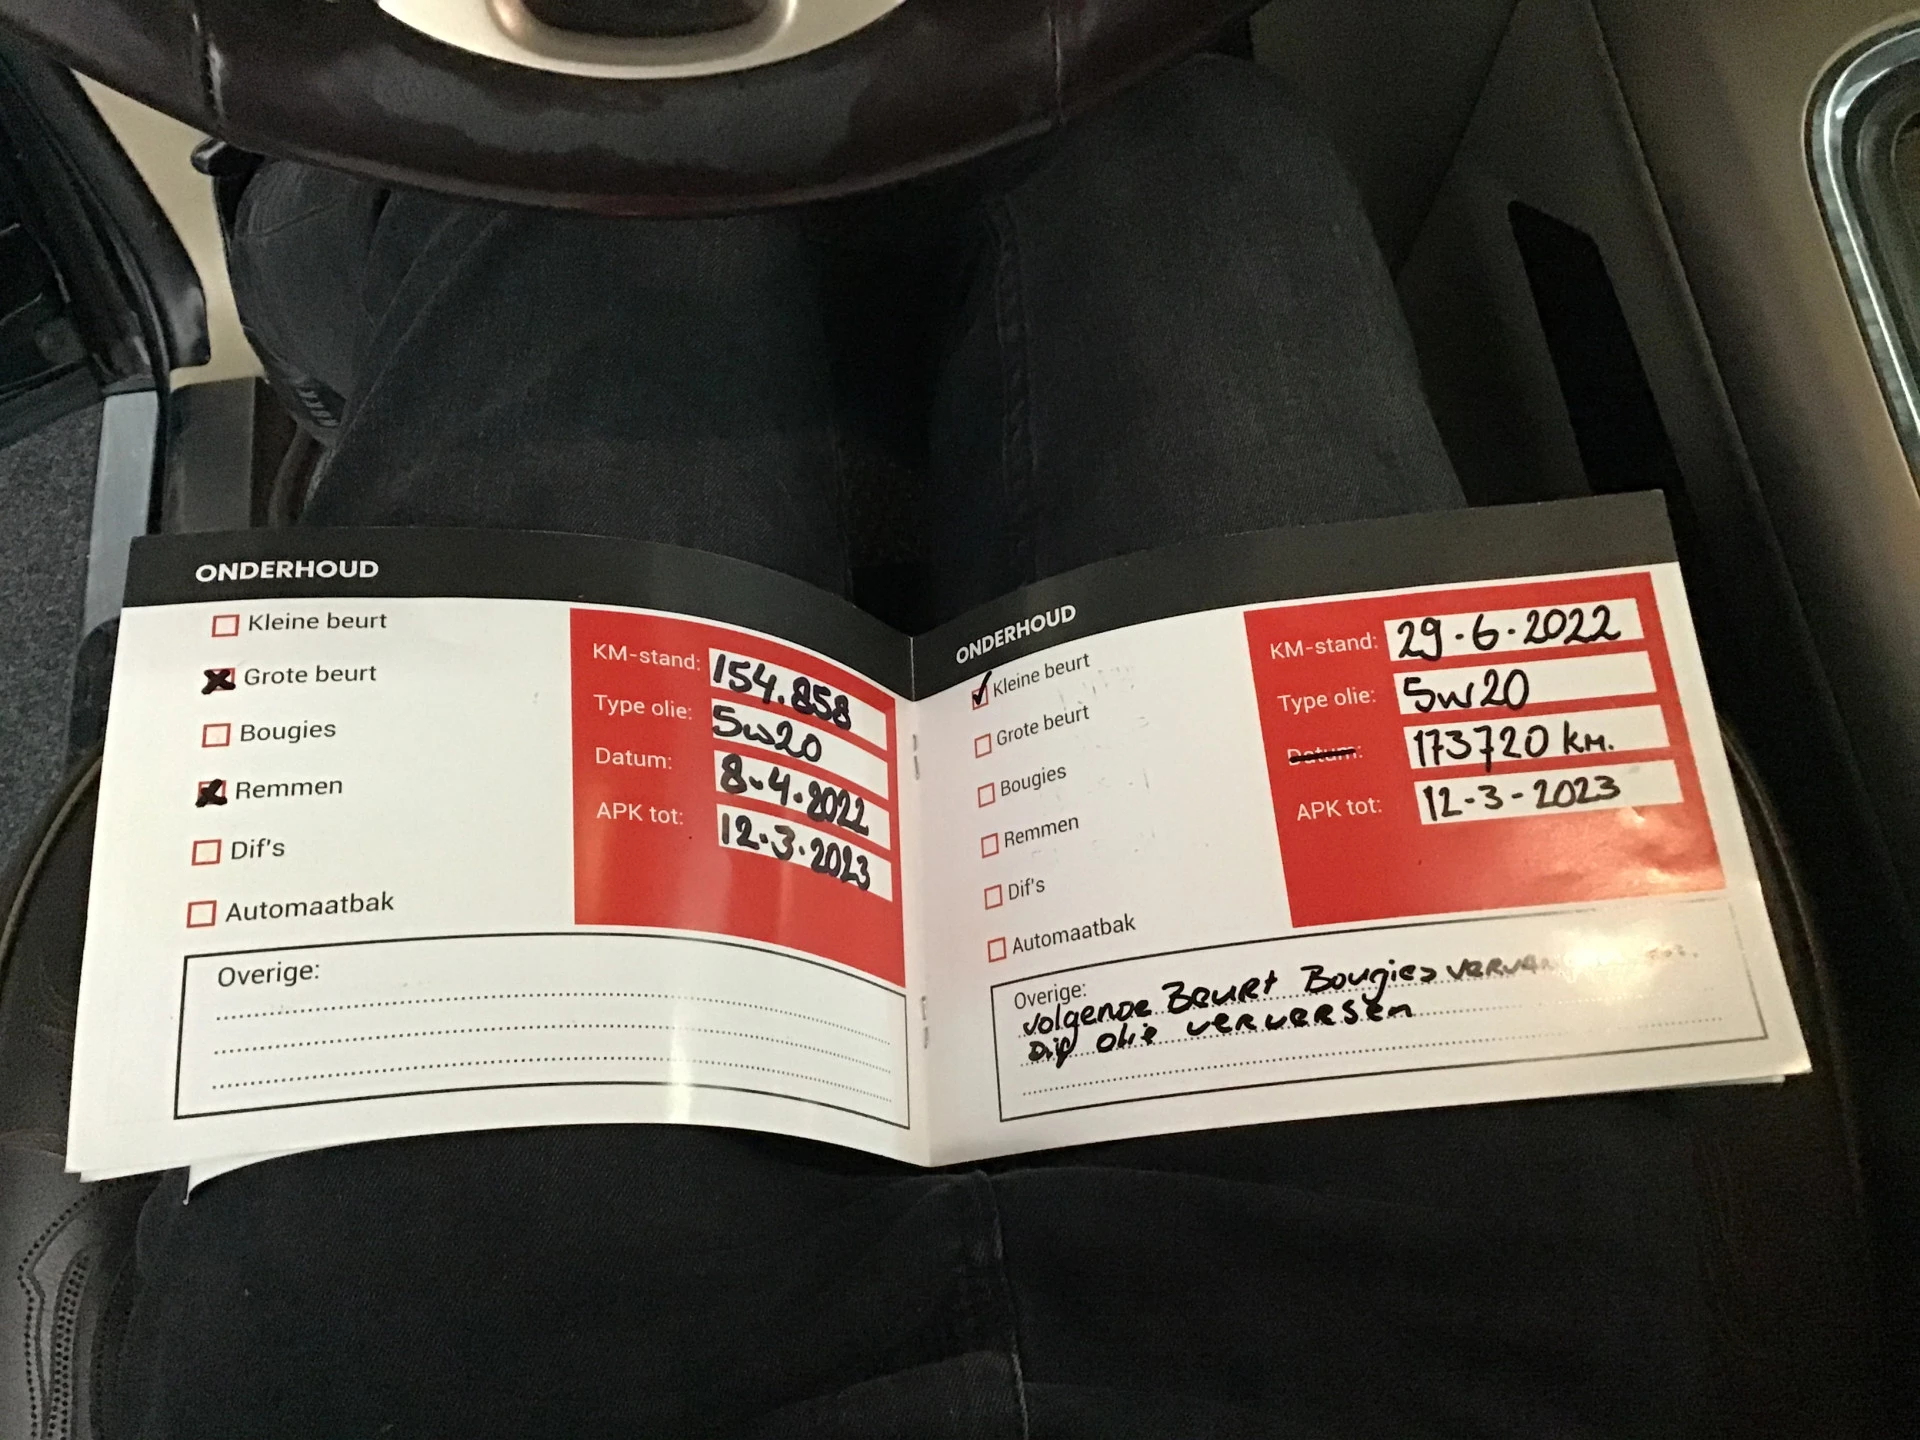 ONDERHOUD
Kleine beurt
Grote beurt
Bougies
Remmen
Dif's
Automaatbak
KM-stand: 154.858
Type olie: 5w20
Datum: 8-4-2022
APK tot: 12-3-2023
Overige:
ONDERHOUD
Kleine beurt
Grote beurt
Bougies
Remmen
Dif's
Automaatbak
KM-stand: 29-6-2022
Type olie: 5w20
Datum: 173720 km.
APK tot: 12-3-2023
Overige:
volgende Beurt Bougies
Dif olie verversen